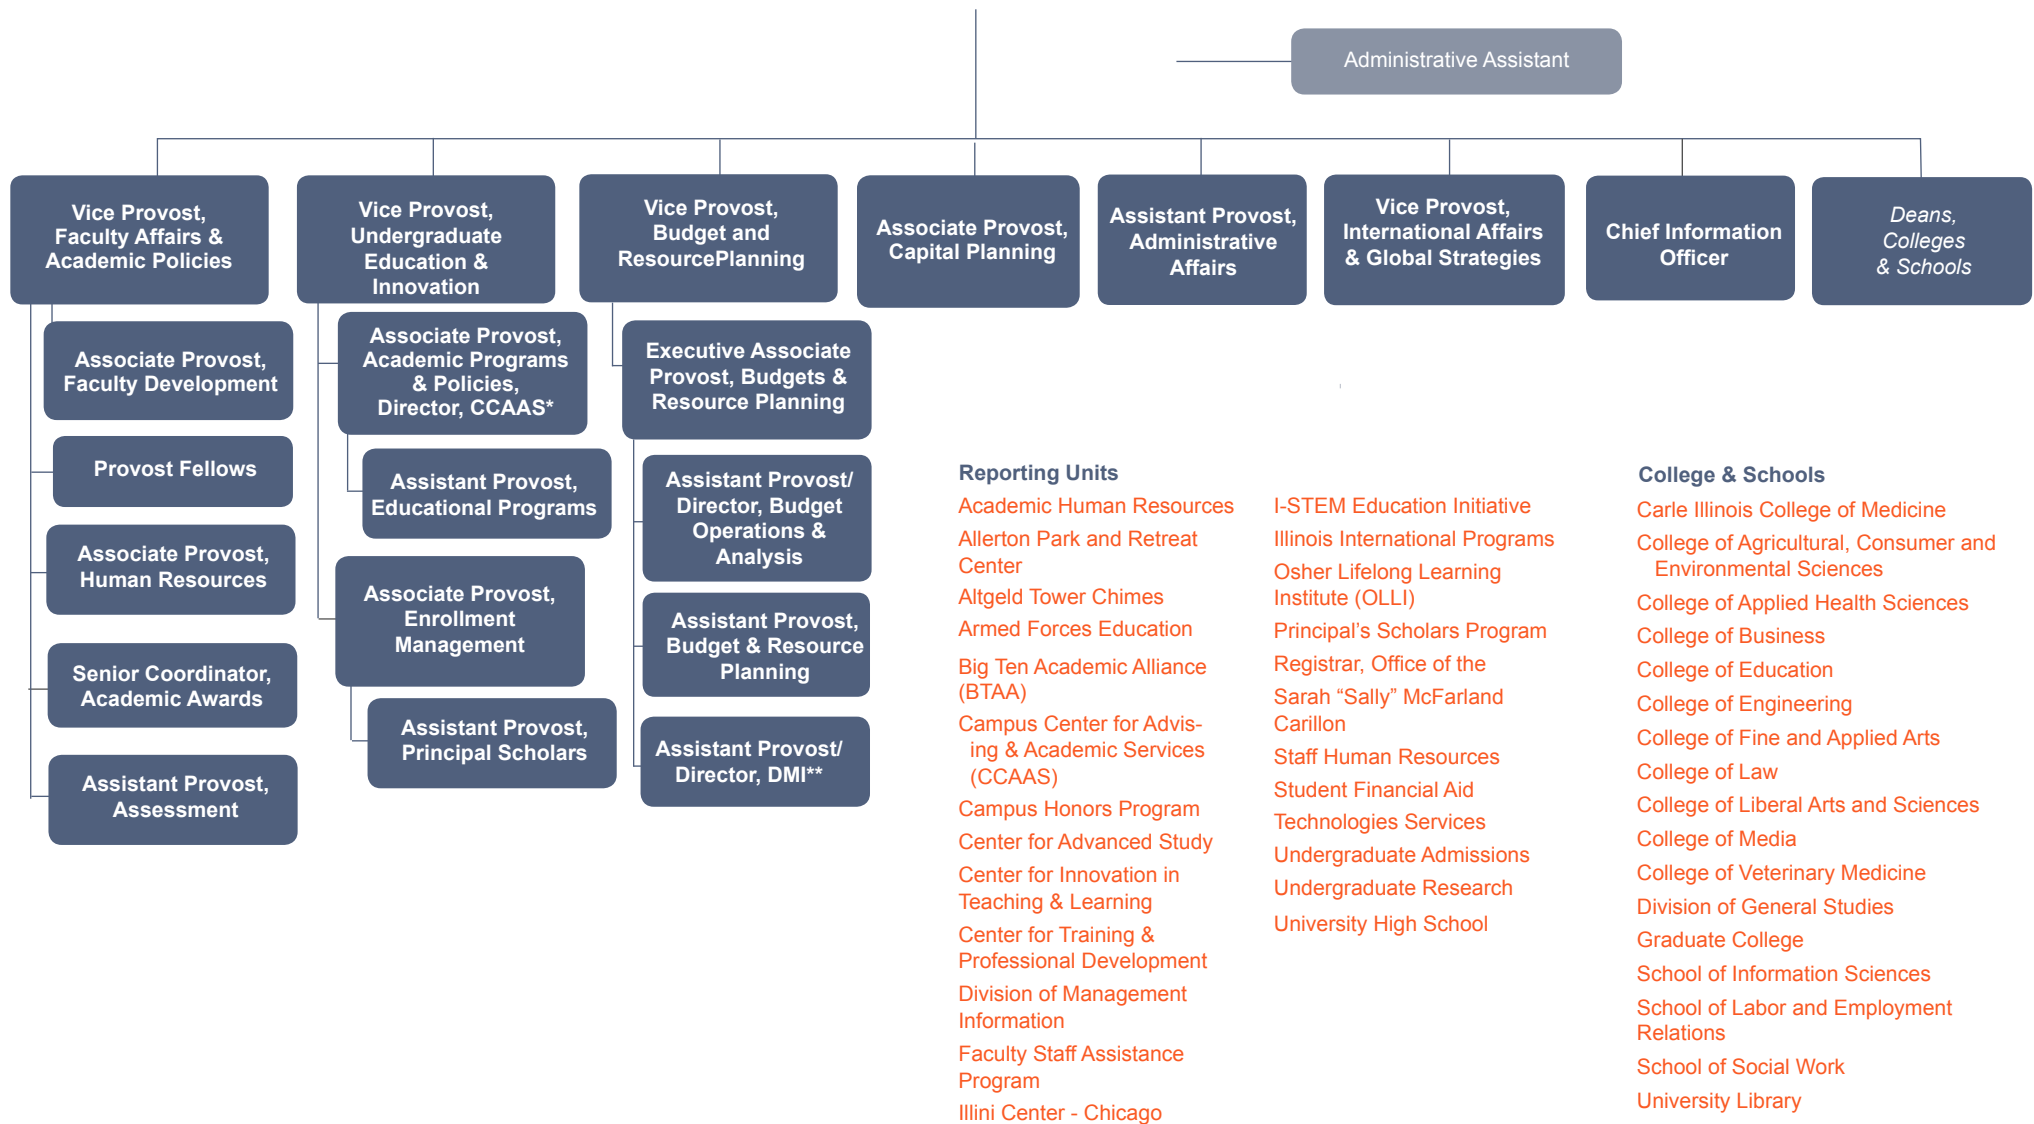 Administrative Assistant
Vice Provost,
Faculty Affairs &
Academic Policies
Vice Provost,
Undergraduate
Education &
Innovation
Vice Provost,
Budget and
ResourcePlanning
Associate Provost,
Capital Planning
Assistant Provost,
Administrative
Affairs
Vice Provost,
International Affairs
& Global Strategies
Chief Information
Officer
Deans,
Colleges
& Schools
Associate Provost,
Faculty Development
Provost Fellows
Associate Provost,
Human Resources
Senior Coordinator,
Academic Awards
Assistant Provost,
Assessment
Associate Provost,
Academic Programs
& Policies,
Director, CCAAS*
Assistant Provost,
Educational Programs
Associate Provost,
Enrollment
Management
Assistant Provost,
Principal Scholars
Executive Associate
Provost, Budgets &
Resource Planning
Assistant Provost/
Director, Budget
Operations &
Analysis
Assistant Provost,
Budget & Resource
Planning
Assistant Provost/
Director, DMI**
Reporting Units
Academic Human Resources
Allerton Park and Retreat
Center
Altgeld Tower Chimes
Armed Forces Education
Big Ten Academic Alliance
(BTAA)
Campus Center for Advis-
ing & Academic Services
(CCAAS)
Campus Honors Program
Center for Advanced Study
Center for Innovation in
Teaching & Learning
Center for Training &
Professional Development
Division of Management
Information
Faculty Staff Assistance
Program
Illini Center - Chicago
I-STEM Education Initiative
Illinois International Programs
Osher Lifelong Learning
Institute (OLLI)
Principal’s Scholars Program
Registrar, Office of the
Sarah “Sally” McFarland
Carillon
Staff Human Resources
Student Financial Aid
Technologies Services
Undergraduate Admissions
Undergraduate Research
University High School
College & Schools
Carle Illinois College of Medicine
College of Agricultural, Consumer and
Environmental Sciences
College of Applied Health Sciences
College of Business
College of Education
College of Engineering
College of Fine and Applied Arts
College of Law
College of Liberal Arts and Sciences
College of Media
College of Veterinary Medicine
Division of General Studies
Graduate College
School of Information Sciences
School of Labor and Employment
Relations
School of Social Work
University Library